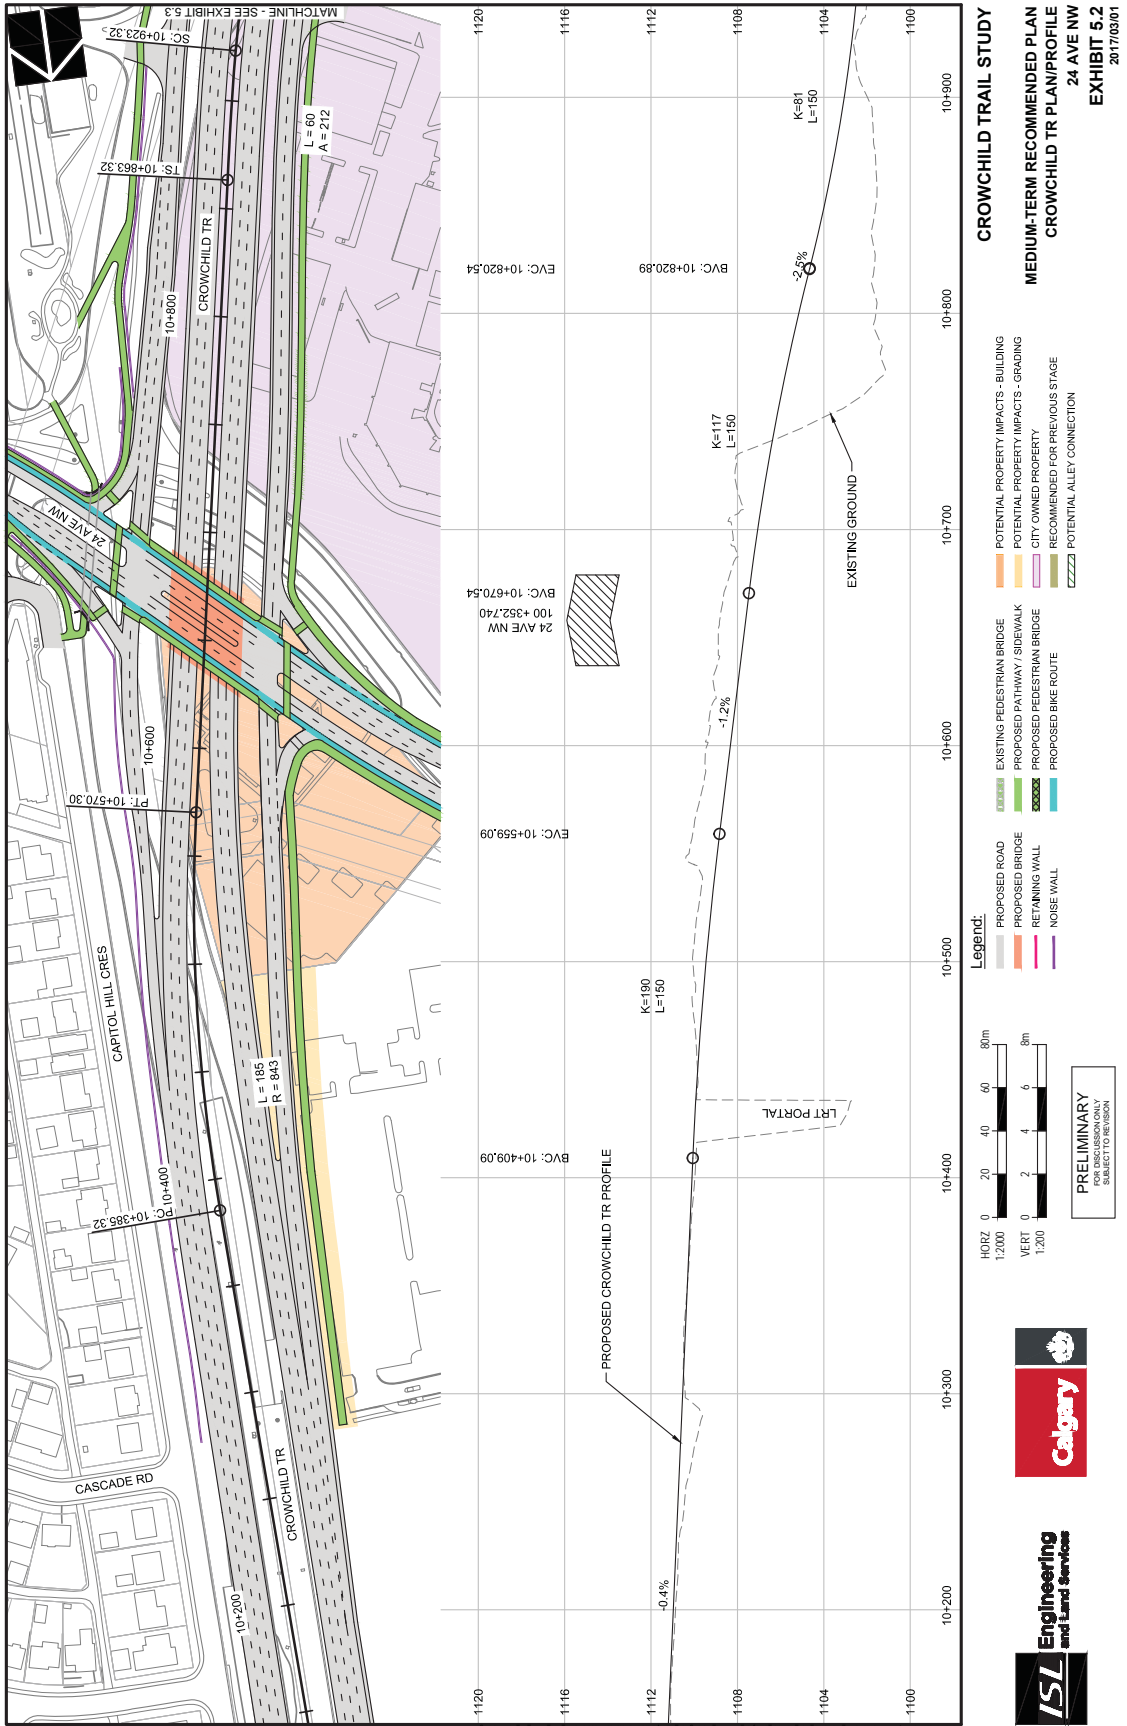 MATCHLINE - SEE EXHIBIT 5.3
SC: 10+923.32
TS: 10+863.32
L = 60
A = 212
CROWCHILD TR
10+800
24 AVE NW
10+600
PT: 10+570.30
CAPITOL HILL CRES
L = 185
R = 843
10+400
PC: 10+385.32
CASCADE RD
CROWCHILD TR
10+200
1120
1116
1112
1108
1104
1100
1120
1116
1112
1108
1104
1100
10+200
10+300
10+400
10+500
10+600
10+700
10+800
10+900
-0.4%
PROPOSED CROWCHILD TR PROFILE
BVC: 10+409.09
LRT PORTAL
K=190
L=150
EVC: 10+559.09
-1.2%
24 AVE NW
100 +352.740
BVC: 10+670.54
EXISTING GROUND
K=117
L=150
EVC: 10+820.54
BVC: 10+820.89
-2.5%
K=81
L=150
ISL Engineering
and Land Services
Calgary
HORZ
1:2000
0 20 40 60 80m
VERT
1:200
0 2 4 6 8m
PRELIMINARY
FOR DISCUSSION ONLY
SUBJECT TO REVISION
Legend:
PROPOSED ROAD
PROPOSED BRIDGE
RETAINING WALL
NOISE WALL
EXISTING PEDESTRIAN BRIDGE
PROPOSED PATHWAY / SIDEWALK
PROPOSED PEDESTRIAN BRIDGE
PROPOSED BIKE ROUTE
POTENTIAL PROPERTY IMPACTS - BUILDING
POTENTIAL PROPERTY IMPACTS - GRADING
CITY OWNED PROPERTY
RECOMMENDED FOR PREVIOUS STAGE
POTENTIAL ALLEY CONNECTION
CROWCHILD TRAIL STUDY
MEDIUM-TERM RECOMMENDED PLAN
CROWCHILD TR PLAN/PROFILE
24 AVE NW
EXHIBIT 5.2
2017/03/01